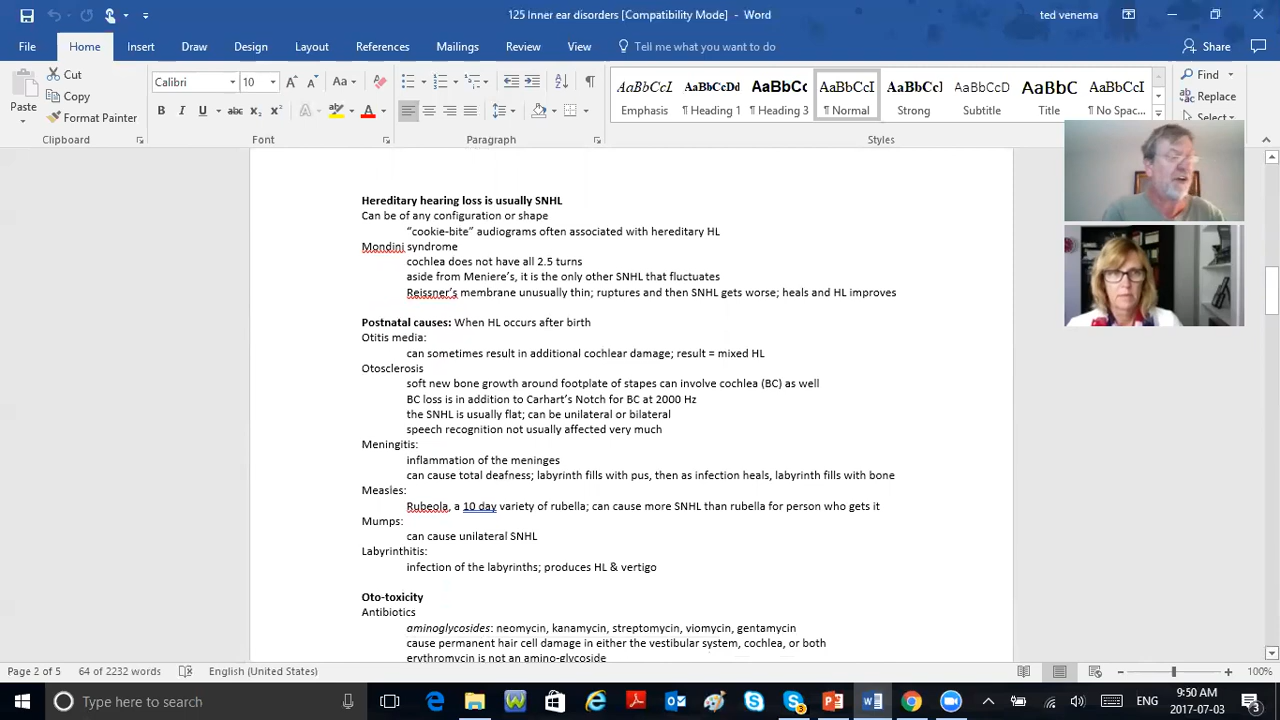 125 Inner ear disorders [Compatibility Mode] - Word
ted venema
File Home Insert Draw Design Layout References Mailings Review View Tell me what you want to do Share
Cut
Copy
Format Painter
Paste
Clipboard
Calibri 10
Font
Paragraph
AaBbCcI AaBbCcDd AaBbCc AaBbCcI AaBbCcI AaBbCcD AaBbC AaBbCcI
Emphasis ¶ Heading 1 ¶ Heading 3 ¶ Normal Strong Subtitle Title ¶ No Spac...
Styles
Find
Replace
Select
Hereditary hearing loss is usually SNHL
Can be of any configuration or shape
“cookie-bite” audiograms often associated with hereditary HL
Mondini syndrome
cochlea does not have all 2.5 turns
aside from Meniere’s, it is the only other SNHL that fluctuates
Reissner’s membrane unusually thin; ruptures and then SNHL gets worse; heals and HL improves
Postnatal causes: When HL occurs after birth
Otitis media:
can sometimes result in additional cochlear damage; result = mixed HL
Otosclerosis
soft new bone growth around footplate of stapes can involve cochlea (BC) as well
BC loss is in addition to Carhart’s Notch for BC at 2000 Hz
the SNHL is usually flat; can be unilateral or bilateral
speech recognition not usually affected very much
Meningitis:
inflammation of the meninges
can cause total deafness; labyrinth fills with pus, then as infection heals, labyrinth fills with bone
Measles:
Rubeola, a 10 day variety of rubella; can cause more SNHL than rubella for person who gets it
Mumps:
can cause unilateral SNHL
Labyrinthitis:
infection of the labyrinths; produces HL & vertigo
Oto-toxicity
Antibiotics
aminoglycosides: neomycin, kanamycin, streptomycin, viomycin, gentamycin
cause permanent hair cell damage in either the vestibular system, cochlea, or both
erythromycin is not an amino-glycoside
Page 2 of 5 64 of 2232 words English (United States) 100%
Type here to search
ENG
9:50 AM
2017-07-03